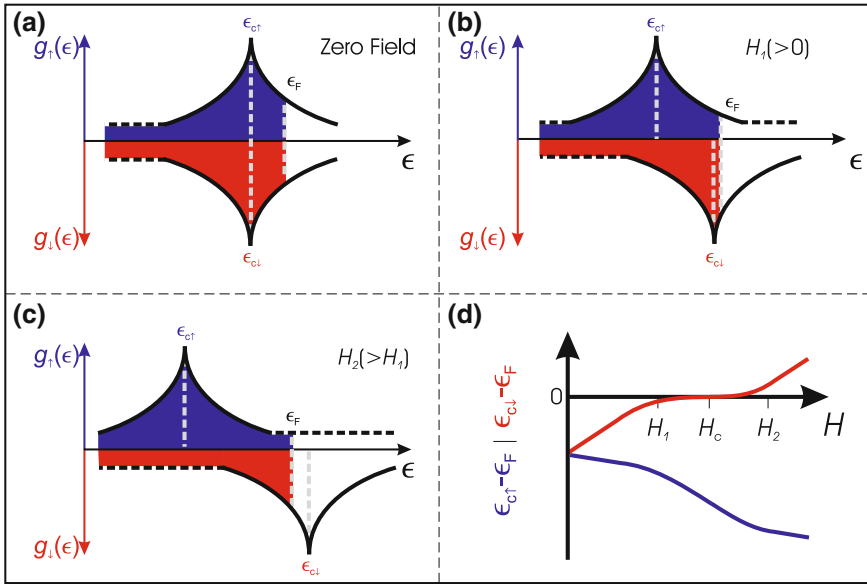 (a)
ϵc↑
Zero Field
g↑(ϵ)
ϵF
ϵ
g↓(ϵ)
ϵc↓
(b)
ϵc↑
H1(>0)
g↑(ϵ)
ϵF
ϵ
g↓(ϵ)
ϵc↓
(c)
ϵc↑
H2(>H1)
g↑(ϵ)
ϵF
ϵ
g↓(ϵ)
ϵc↓
(d)
0
H1 Hc H2 H
ϵc↑-ϵF | ϵc↓-ϵF